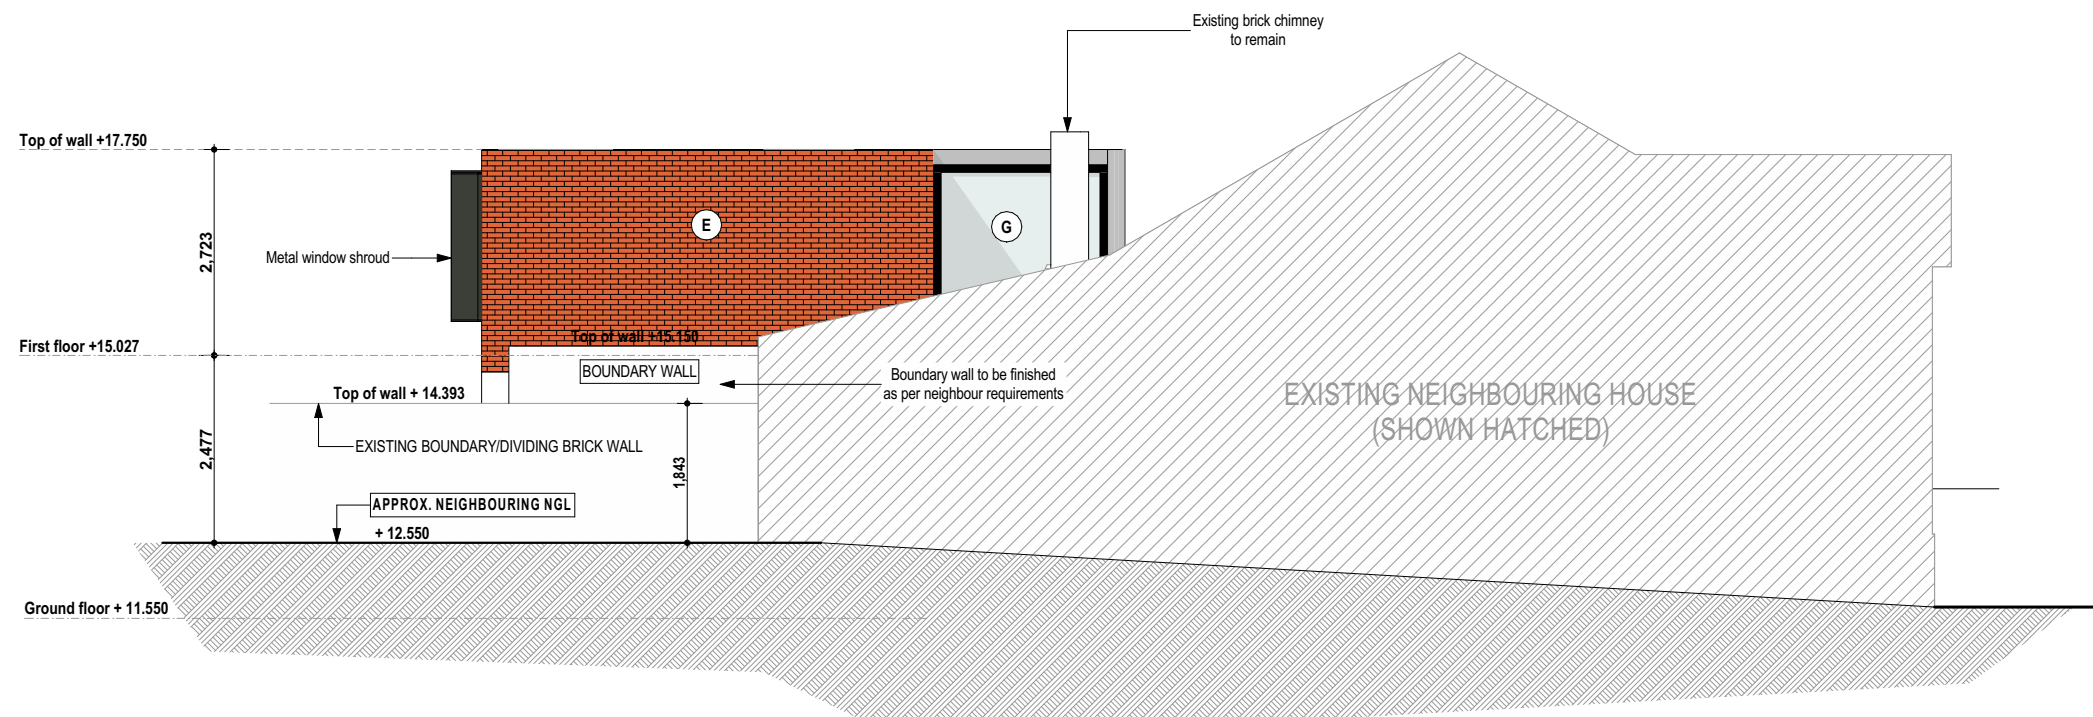 Existing brick chimney
to remain
Top of wall +17.750
2,723
Metal window shroud
E
G
First floor +15.027
Top of wall +15.150
BOUNDARY WALL
Boundary wall to be finished
as per neighbour requirements
Top of wall + 14.393
EXISTING NEIGHBOURING HOUSE
(SHOWN HATCHED)
2,477
EXISTING BOUNDARY/DIVIDING BRICK WALL
1,843
APPROX. NEIGHBOURING NGL
+ 12.550
Ground floor + 11.550